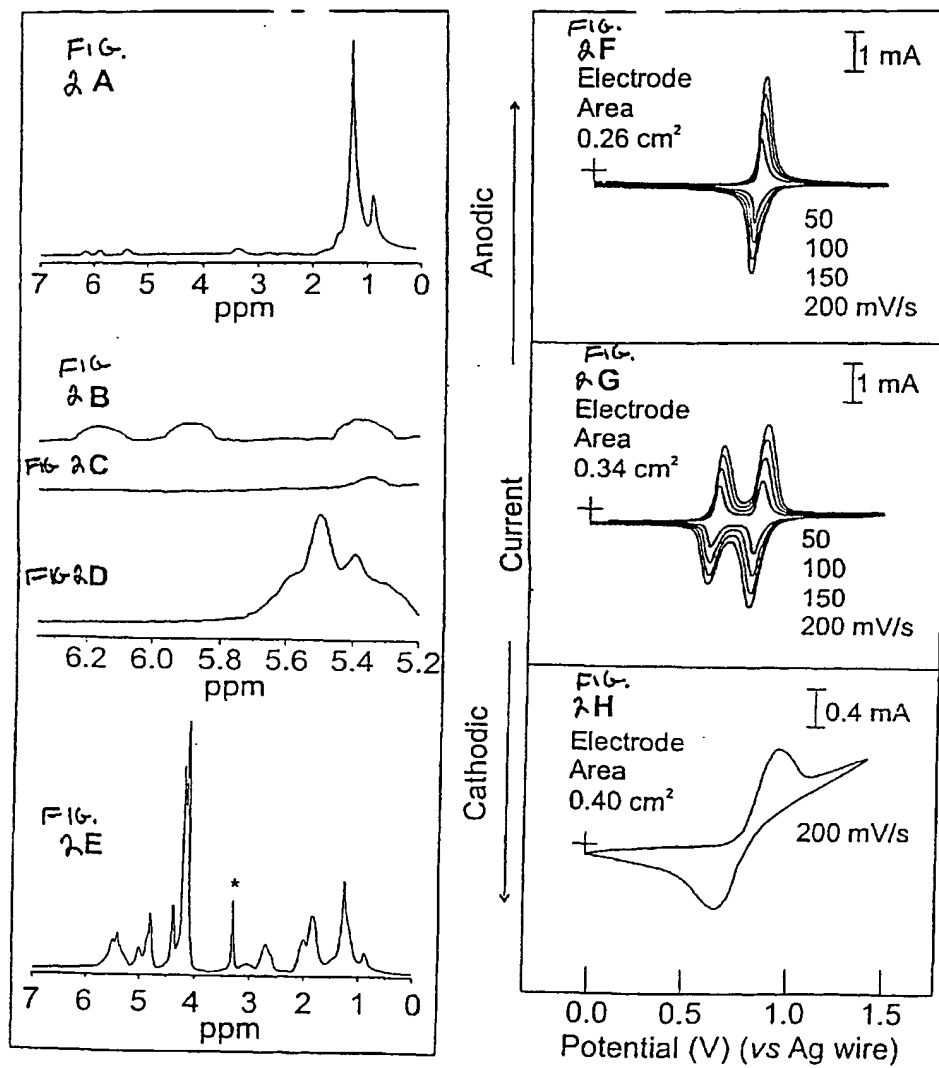 FIG.
2 A
7 6 5 4 3 2 1 0
ppm
FIG
2 B
FIG 2C
FIG 2D
6.2 6.0 5.8 5.6 5.4 5.2
ppm
FIG.
2E
*
7 6 5 4 3 2 1 0
ppm
Anodic
Current
Cathodic
FIG.
2F
Electrode
Area
0.26 cm²
1 mA
50
100
150
200 mV/s
FIG.
2G
Electrode
Area
0.34 cm²
1 mA
50
100
150
200 mV/s
FIG.
2H
Electrode
Area
0.40 cm²
0.4 mA
200 mV/s
0.0 0.5 1.0 1.5
Potential (V) (vs Ag wire)